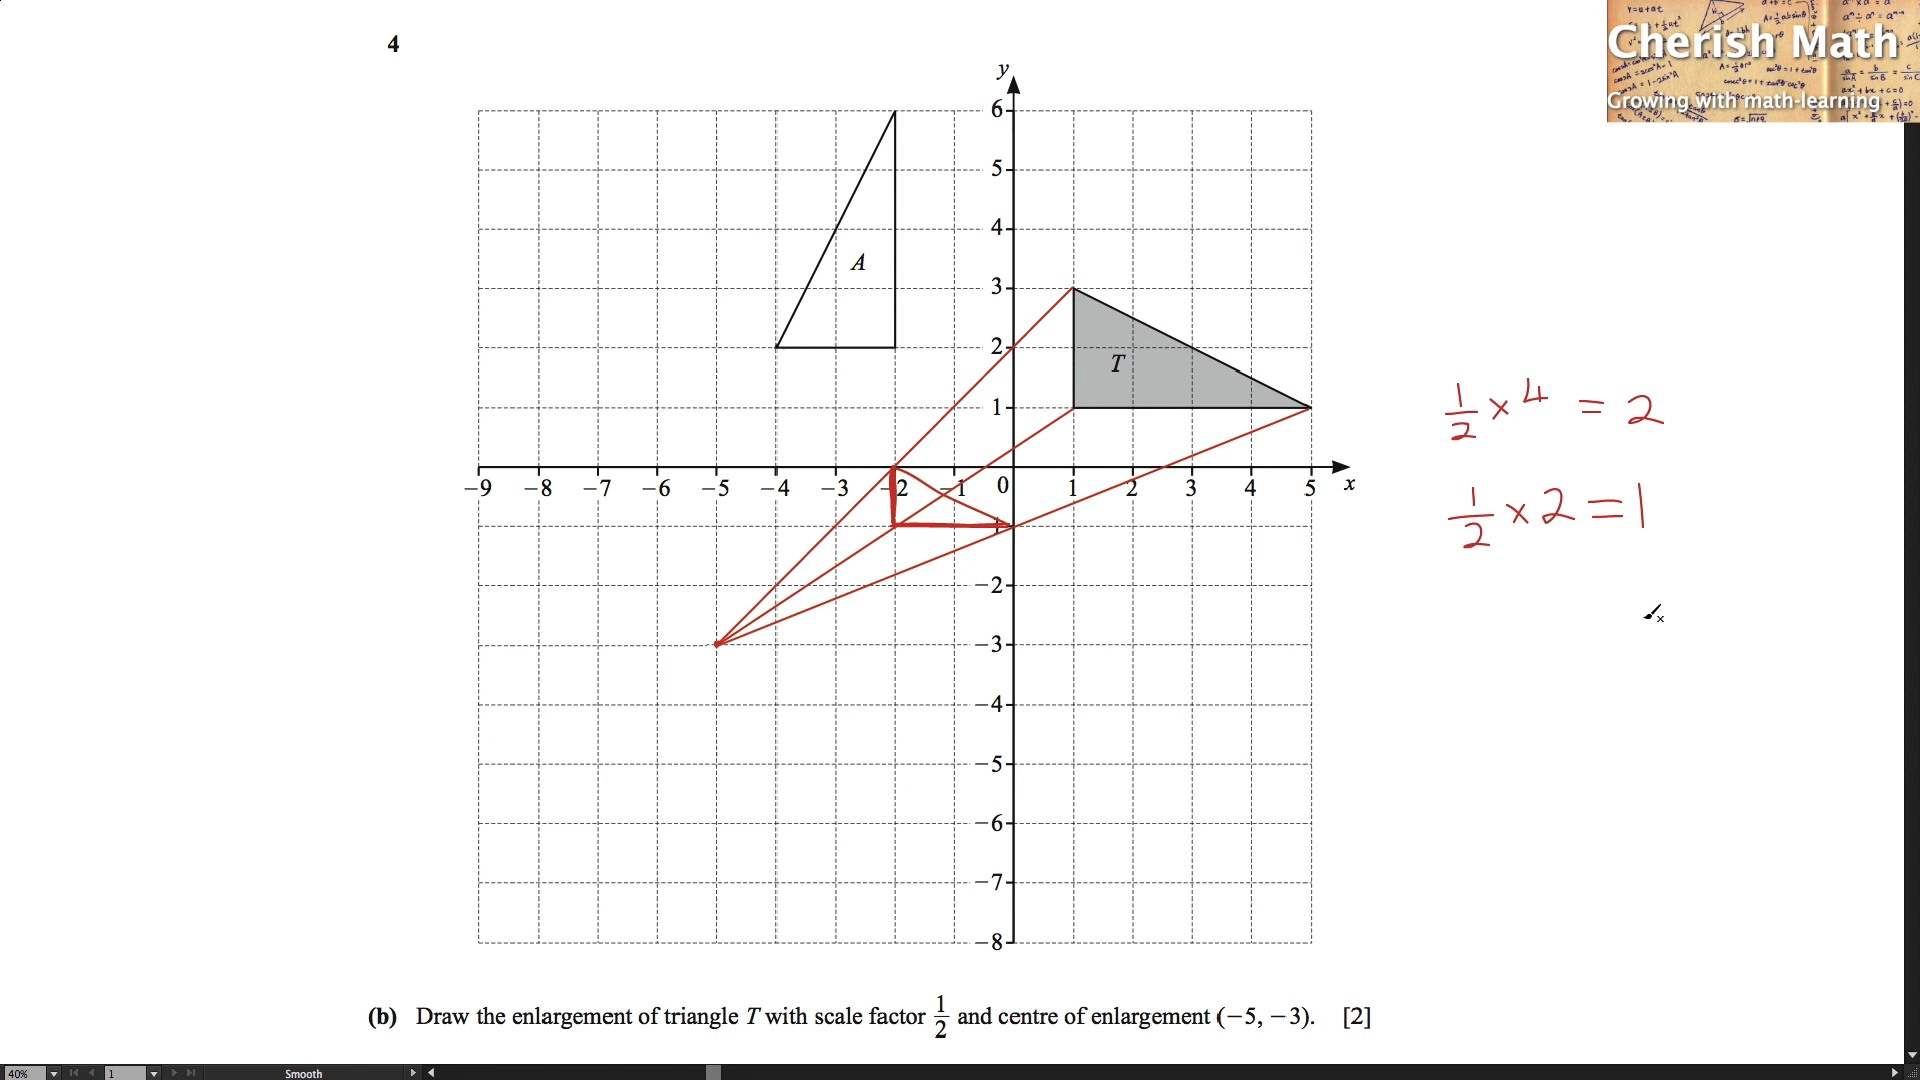 4
Cherish Math
Growing with math-learning
y
6
5
4
A
3
2
T
1
−9 −8 −7 −6 −5 −4 −3 −2 −1 0 1 2 3 4 5 x
−2
−3
−4
−5
−6
−7
−8
1/2 × 4 = 2
1/2 × 2 = 1
(b) Draw the enlargement of triangle T with scale factor 1/2 and centre of enlargement (−5, −3). [2]
40% 1 Smooth